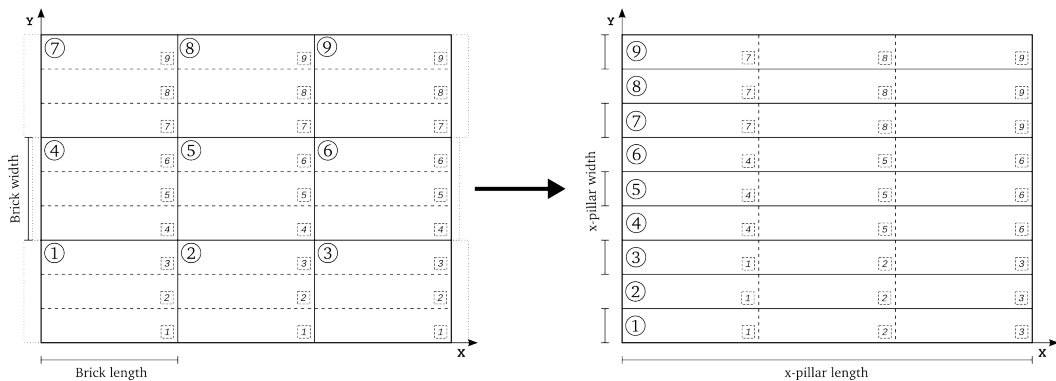 Y
⑦ ⑧ ⑨
9 9 9
8 8 8
7 7 7
④ ⑤ ⑥
6 6 6
5 5 5
4 4 4
① ② ③
3 3 3
2 2 2
1 1 1
X
Brick width
Brick length
Y
⑨ 7 8 9
⑧ 7 8 9
⑦ 7 8 9
⑥ 4 5 6
⑤ 4 5 6
④ 4 5 6
③ 1 2 3
② 1 2 3
① 1 2 3
X
x-pillar width
x-pillar length